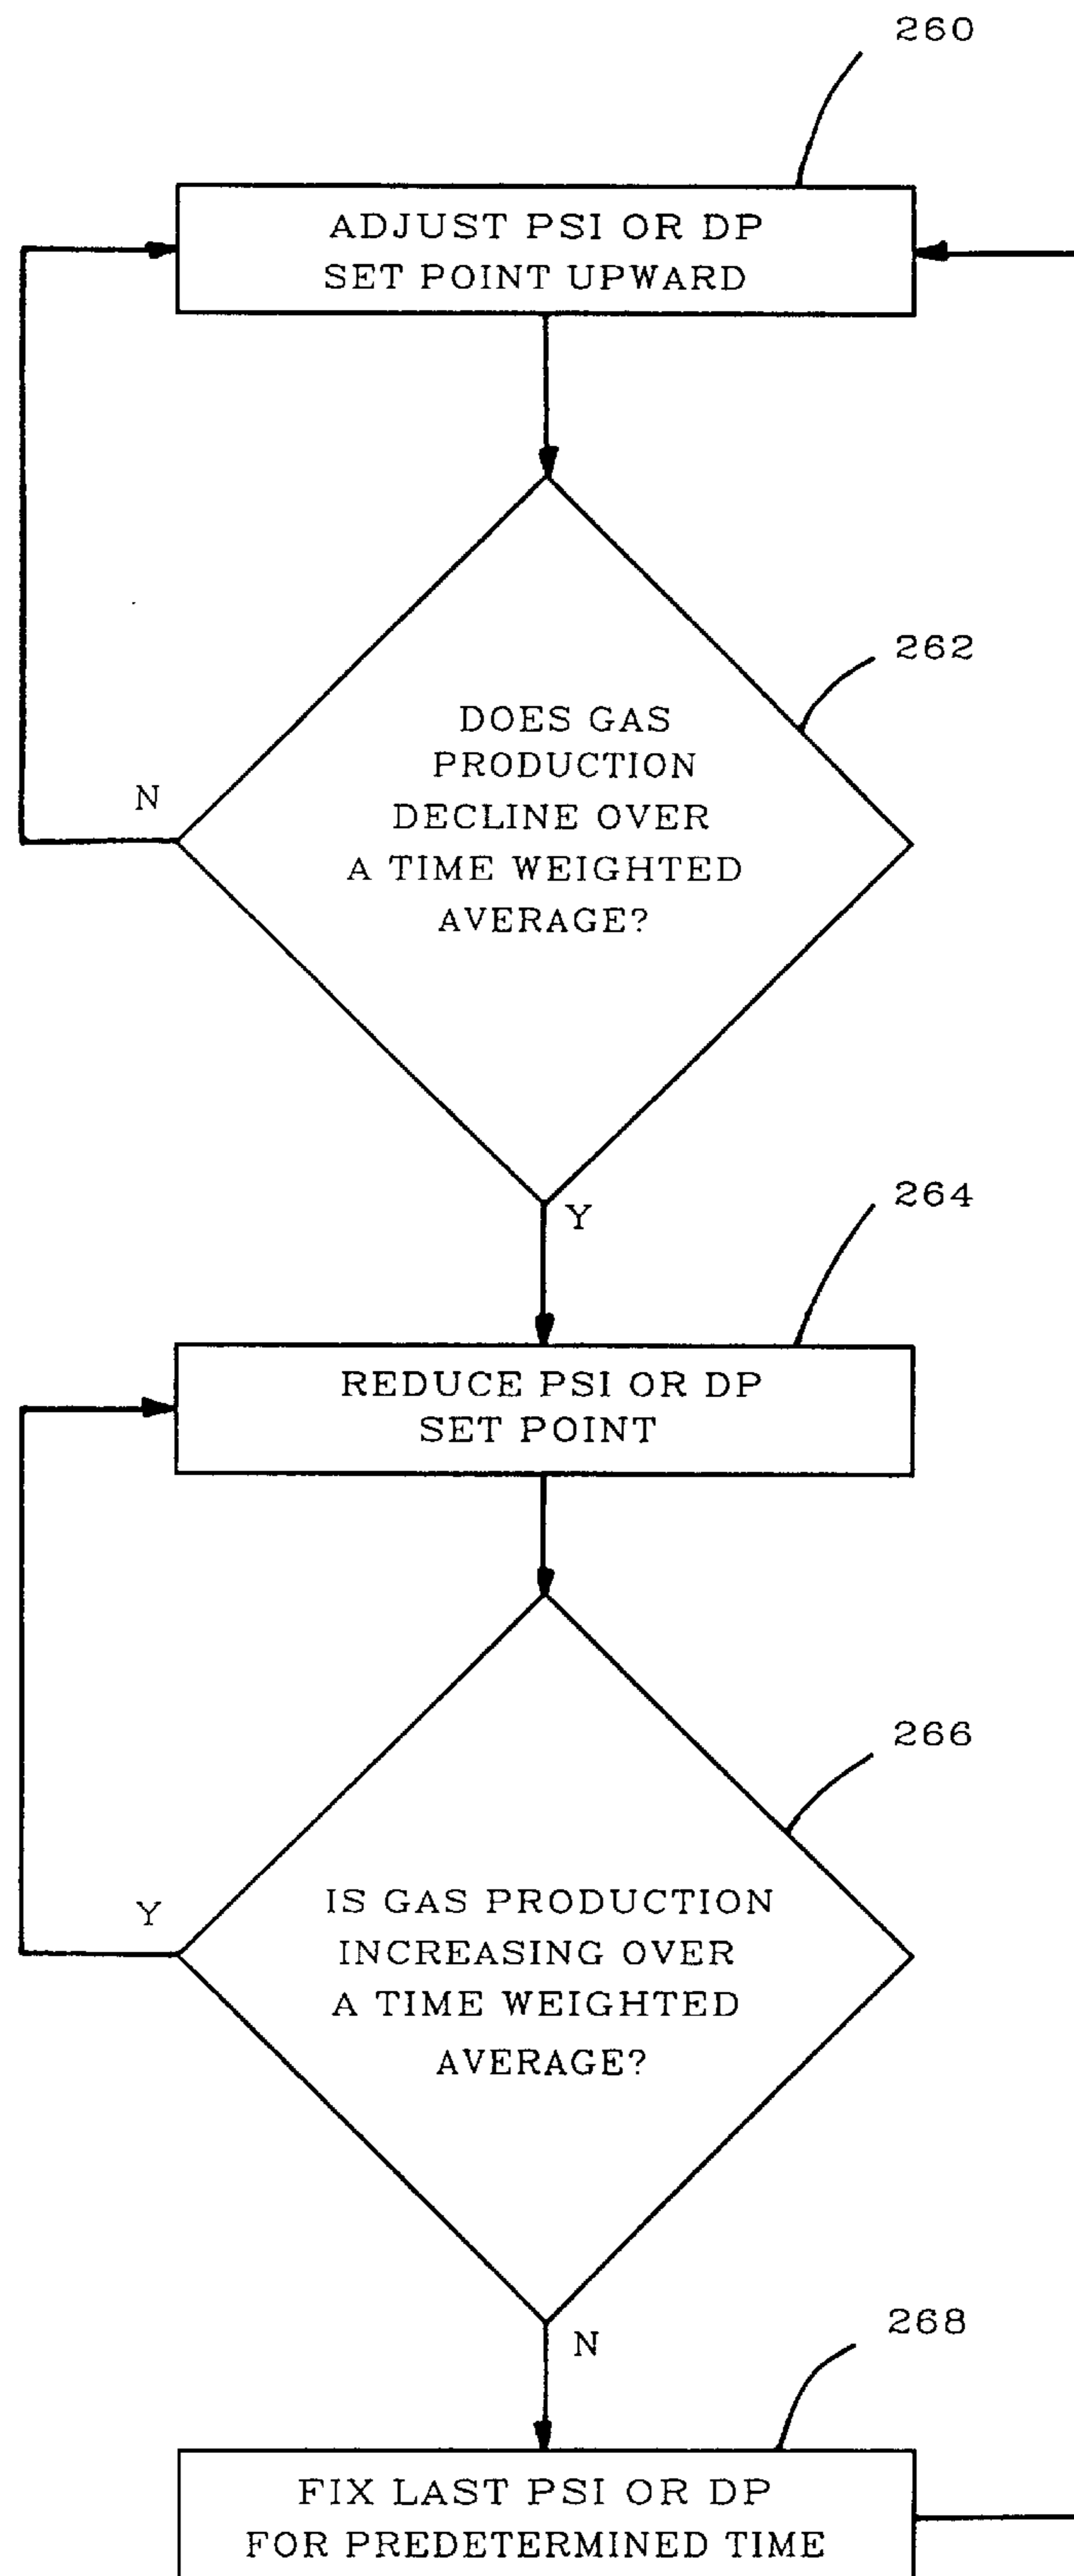 260
ADJUST PSI OR DP
SET POINT UPWARD
262
DOES GAS
PRODUCTION
DECLINE OVER
A TIME WEIGHTED
AVERAGE?
N
Y
264
REDUCE PSI OR DP
SET POINT
266
IS GAS PRODUCTION
INCREASING OVER
A TIME WEIGHTED
AVERAGE?
Y
N
268
FIX LAST PSI OR DP
FOR PREDETERMINED TIME